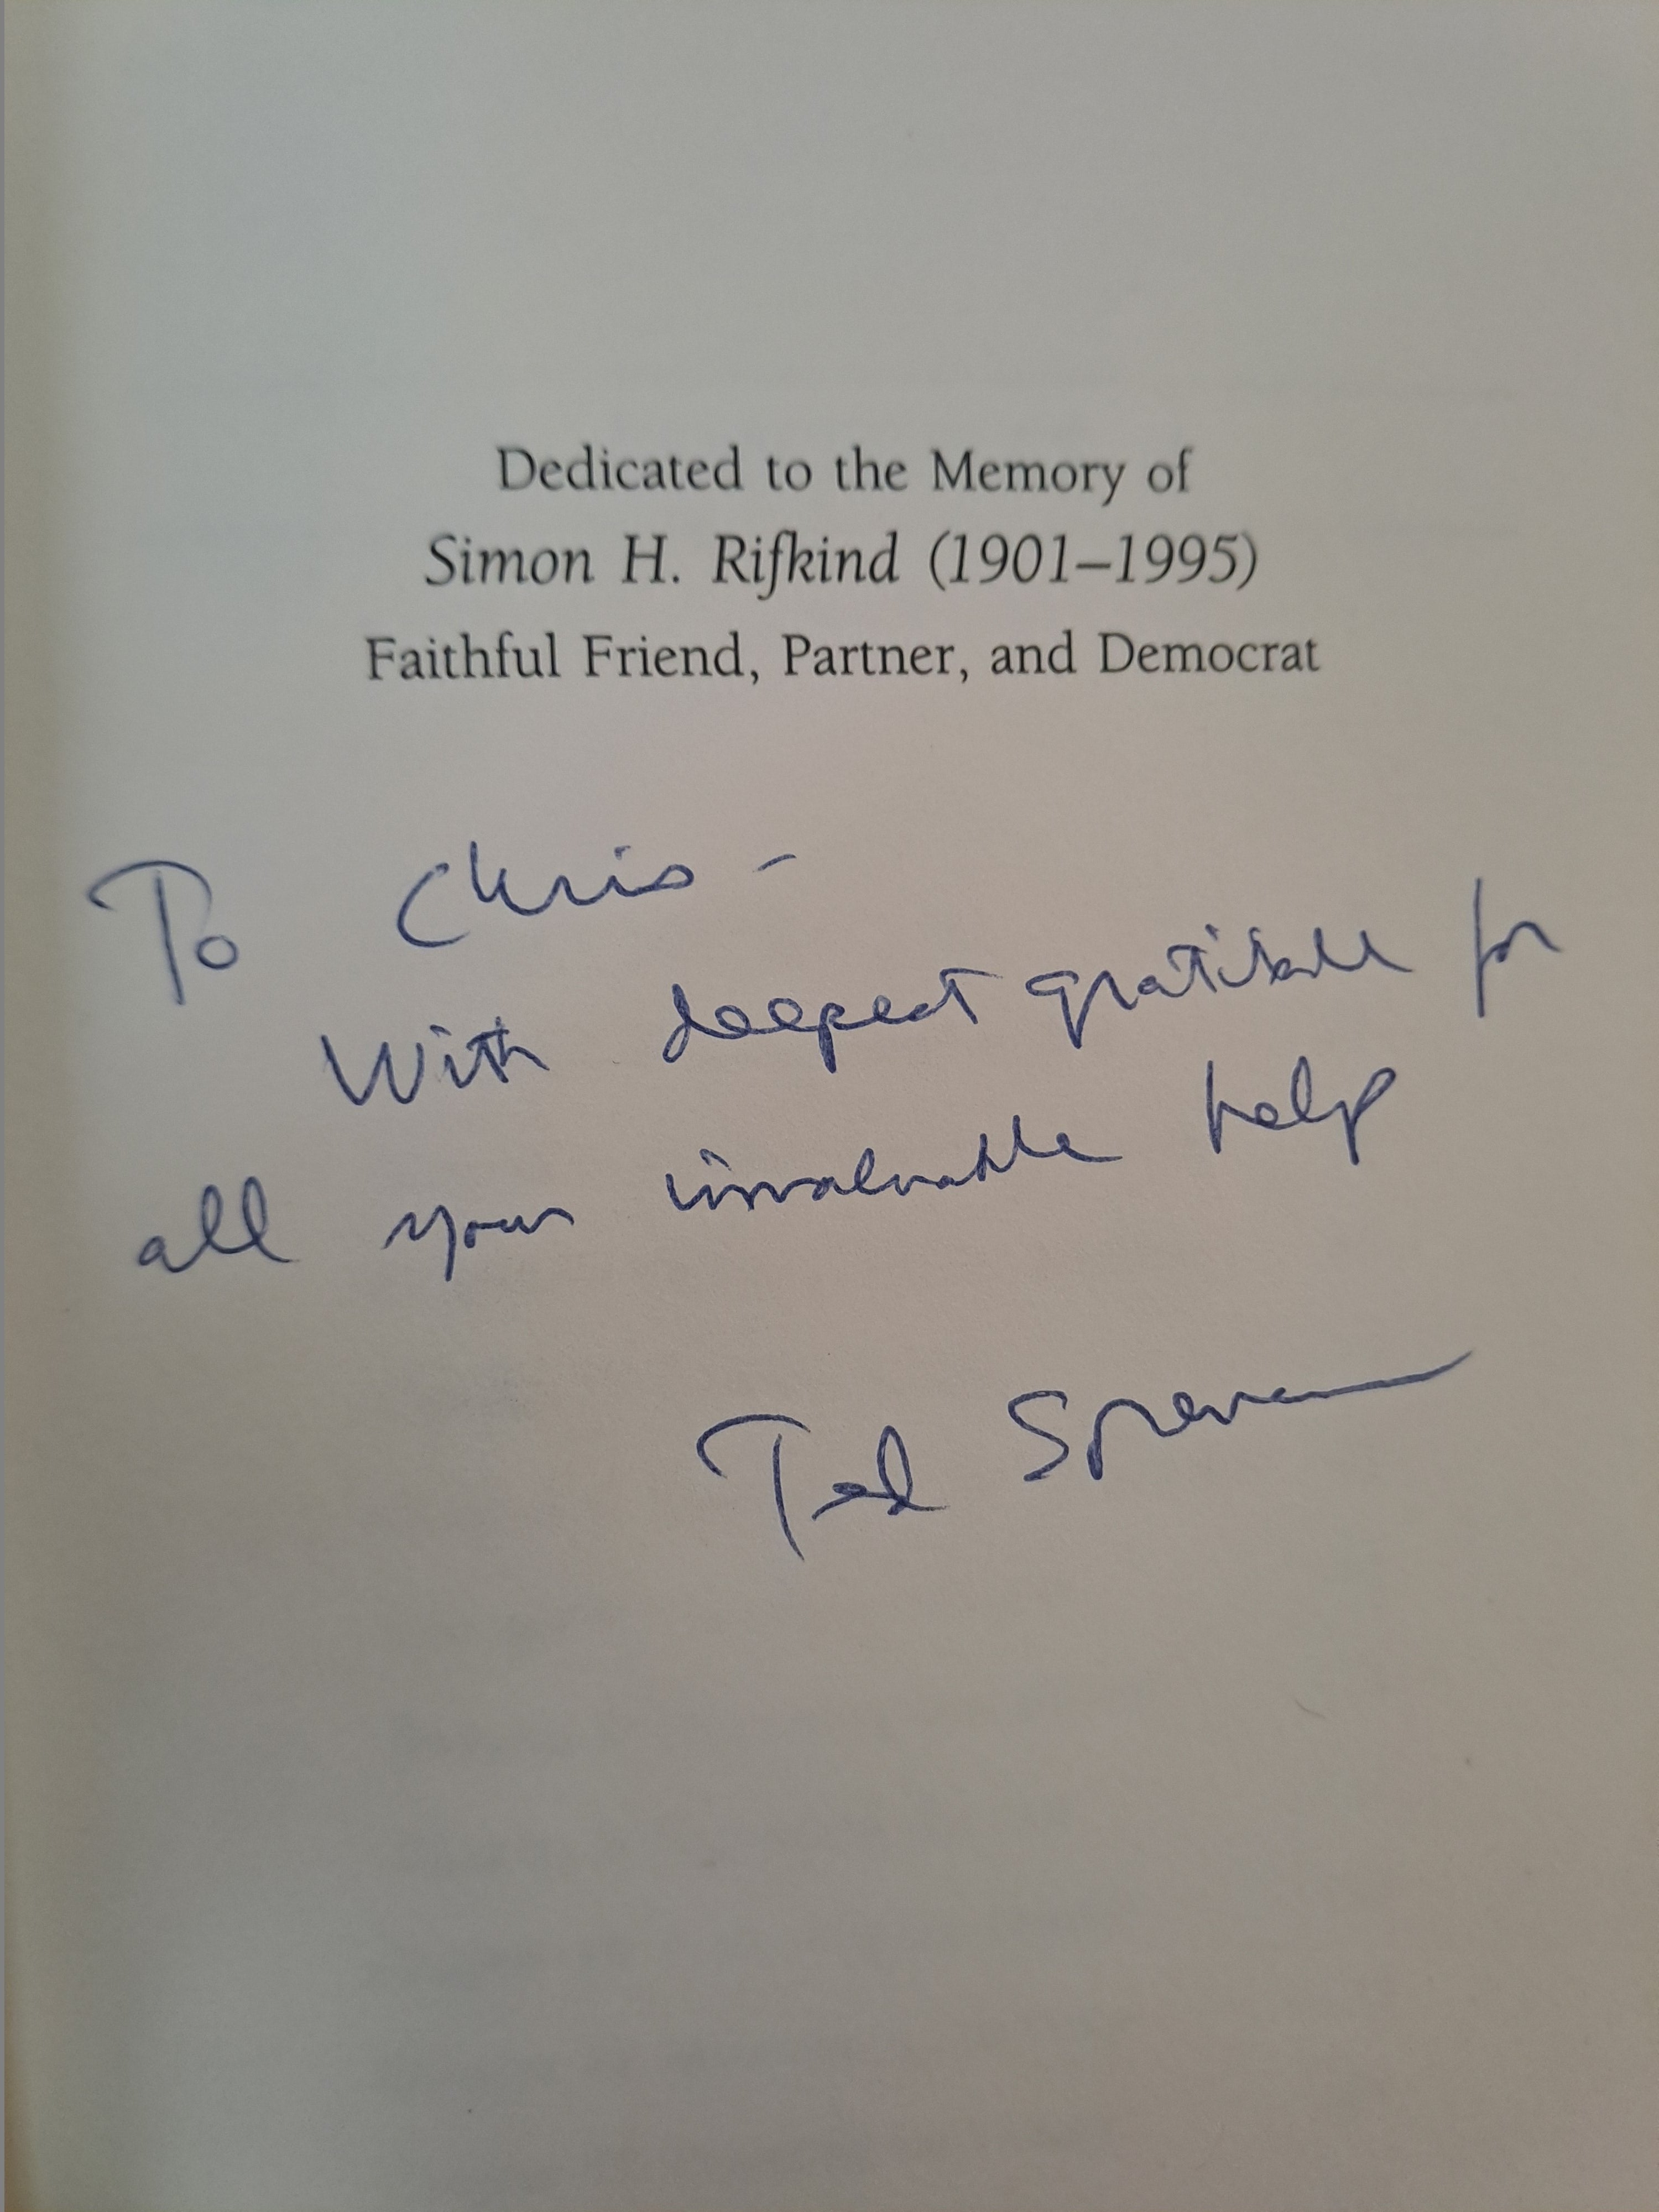 Dedicated to the Memory of
Simon H. Rifkind (1901–1995)
Faithful Friend, Partner, and Democrat
To Chris –
With deepest gratitude for
all your invaluable help
Ted